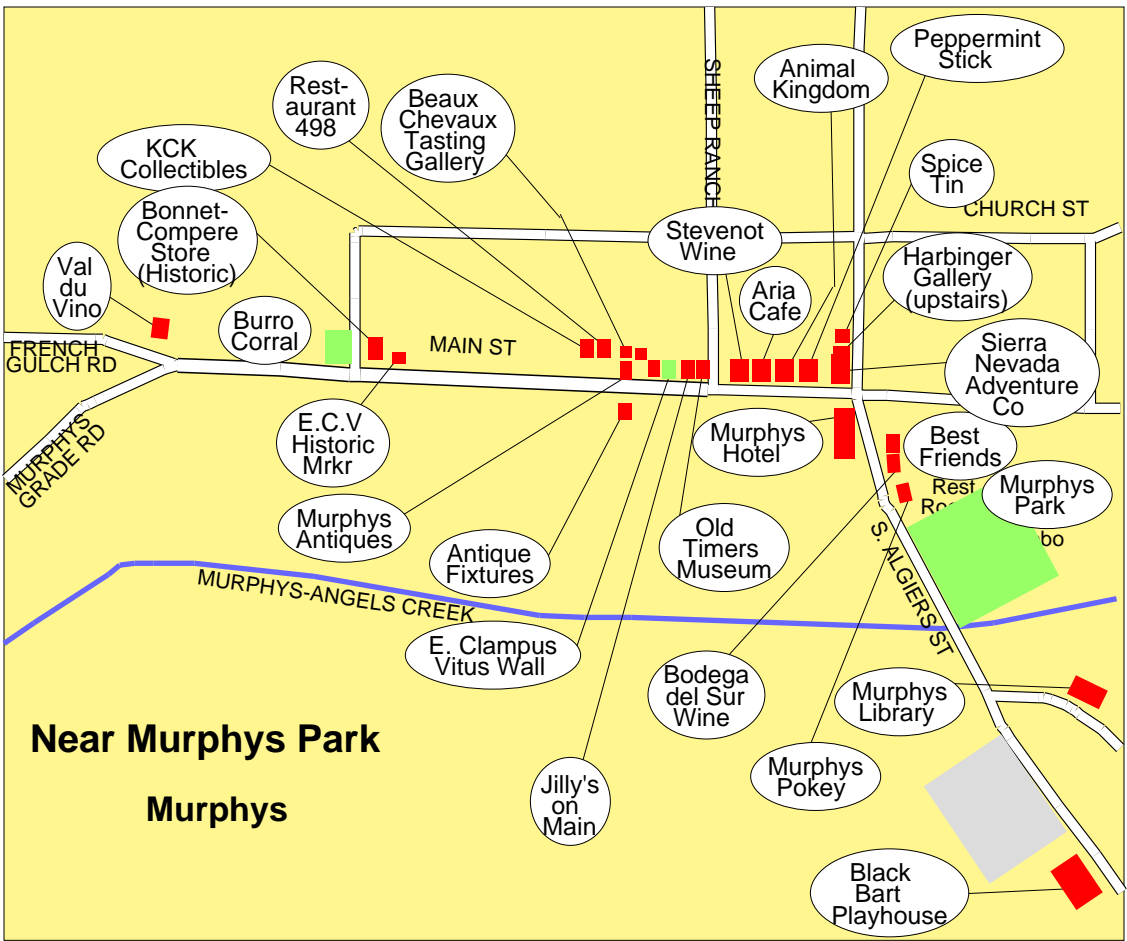 Peppermint
Stick
Animal
Kingdom
Rest-
aurant
498
Beaux
Chevaux
Tasting
Gallery
SHEEP RANCH
KCK
Collectibles
Spice
Tin
CHURCH ST
Bonnet-
Compere
Store
(Historic)
Stevenot
Wine
Harbinger
Gallery
(upstairs)
Val
du
Vino
Aria
Cafe
Burro
Corral
MAIN ST
FRENCH
GULCH RD
Sierra
Nevada
Adventure
Co
MURPHYS
GRADE RD
E.C.V
Historic
Mrkr
Murphys
Hotel
Best
Friends
Rest
Murphys
Park
Murphys
Antiques
Antique
Fixtures
Old
Timers
Museum
S. ALGIERS ST
MURPHYS-ANGELS CREEK
E. Clampus
Vitus Wall
Bodega
del Sur
Wine
Murphys
Library
Near Murphys Park
Murphys
Jilly's
on
Main
Murphys
Pokey
Black
Bart
Playhouse